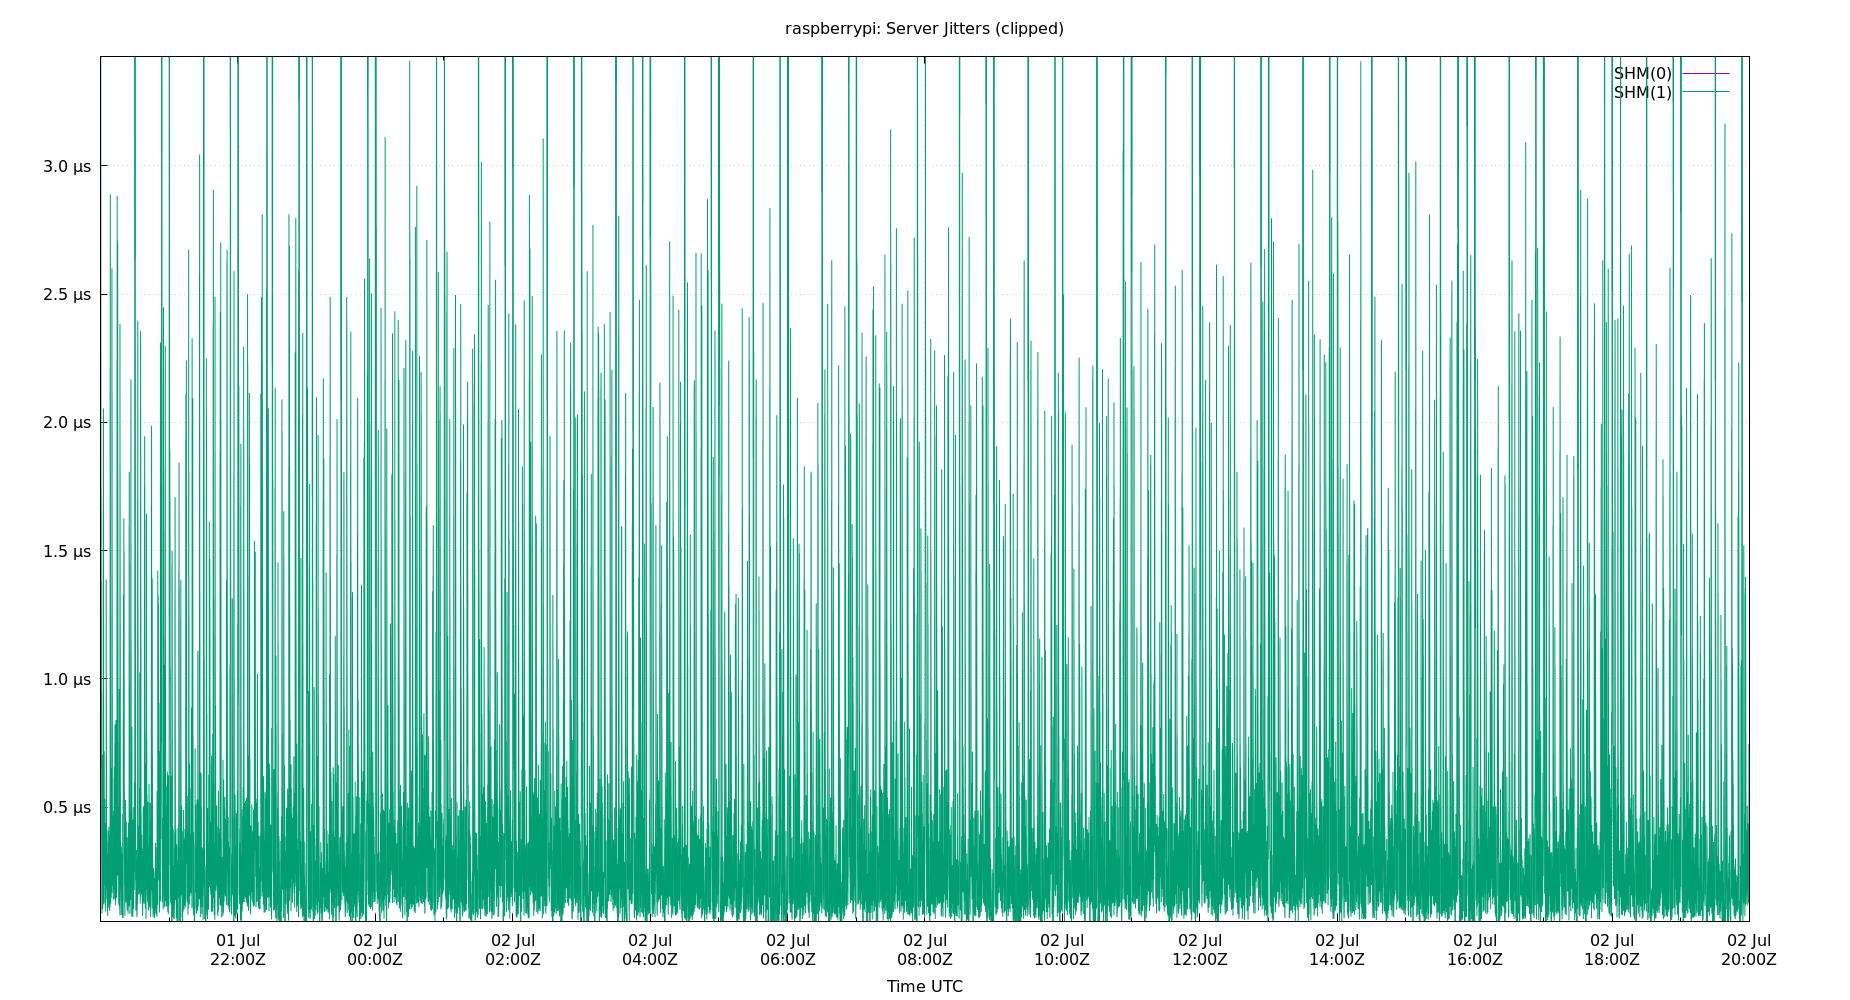 raspberrypi: Server Jitters (clipped)
SHM(0)
SHM(1)
3.0 µs
2.5 µs
2.0 µs
1.5 µs
1.0 µs
0.5 µs
01 Jul 02 Jul 02 Jul 02 Jul 02 Jul 02 Jul 02 Jul 02 Jul 02 Jul 02 Jul 02 Jul 02 Jul
22:00Z 00:00Z 02:00Z 04:00Z 06:00Z 08:00Z 10:00Z 12:00Z 14:00Z 16:00Z 18:00Z 20:00Z
Time UTC